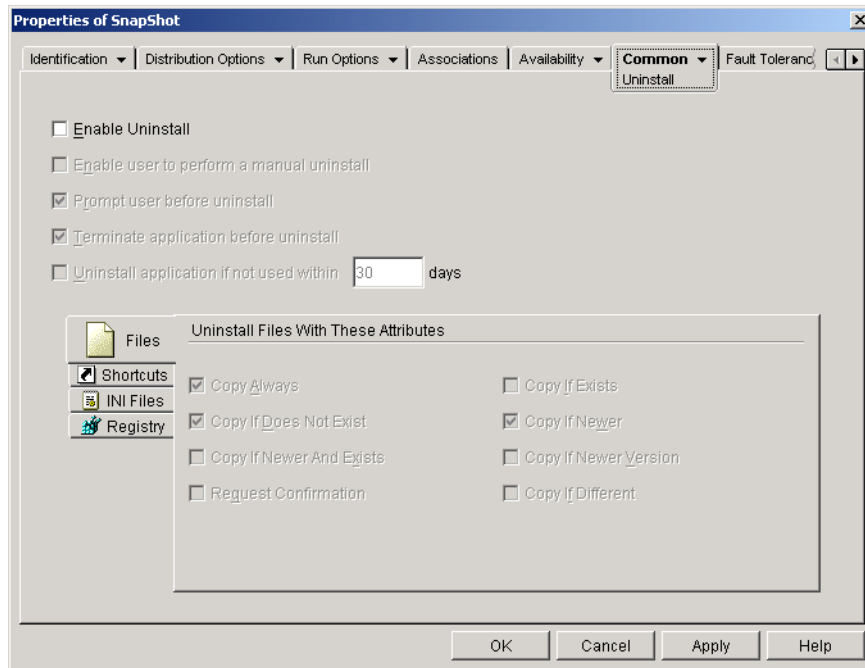 Properties of SnapShot
Identification Distribution Options Run Options Associations Availability Common Fault Toleranc
Uninstall
Enable Uninstall
Enable user to perform a manual uninstall
Prompt user before uninstall
Terminate application before uninstall
Uninstall application if not used within 30 days
Files
Shortcuts
INI Files
Registry
Uninstall Files With These Attributes
Copy Always Copy If Exists
Copy If Does Not Exist Copy If Newer
Copy If Newer And Exists Copy If Newer Version
Request Confirmation Copy If Different
OK Cancel Apply Help